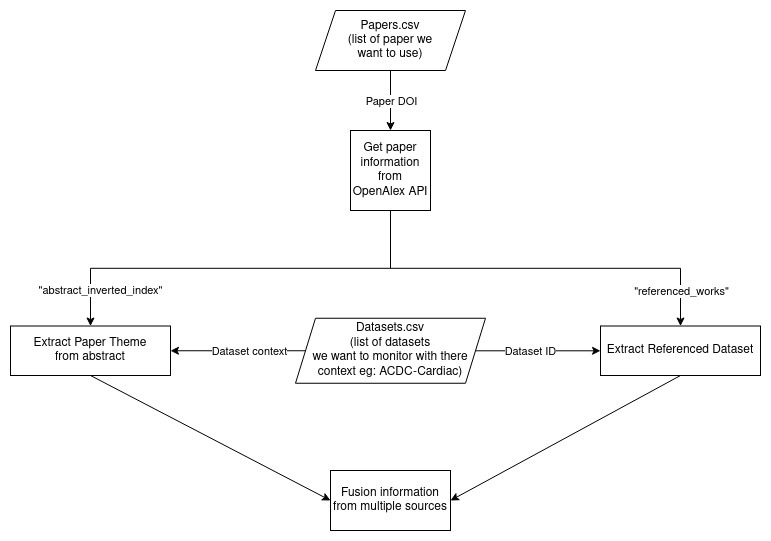 Papers.csv
(list of paper we
want to use)
Paper DOI
Get paper
information
from
OpenAlex API
"abstract_inverted_index"
"referenced_works"
Extract Paper Theme
from abstract
Dataset context
Datasets.csv
(list of datasets
we want to monitor with there
context eg: ACDC-Cardiac)
Dataset ID
Extract Referenced Dataset
Fusion information
from multiple sources